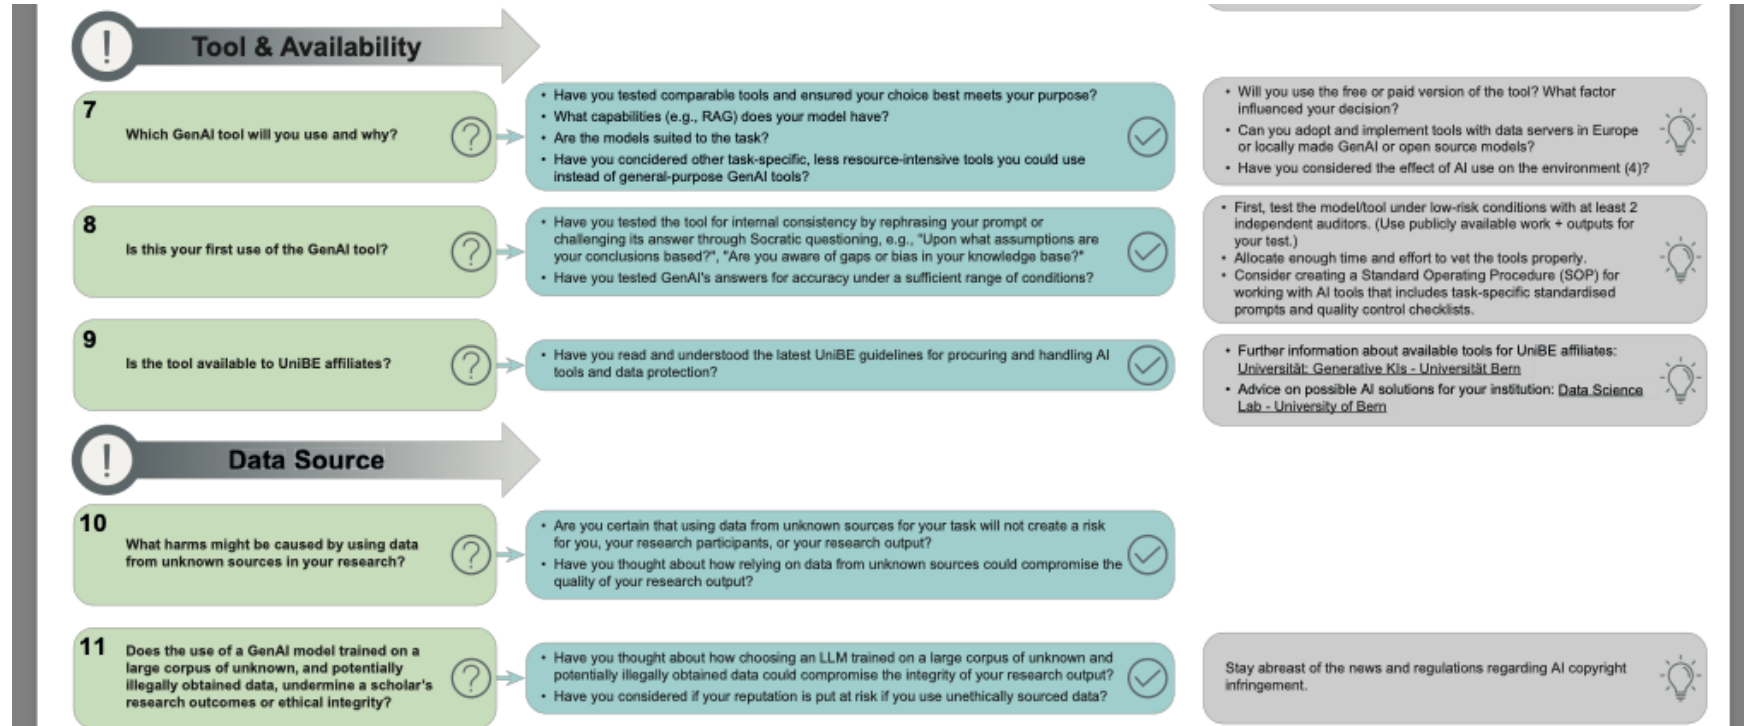 Tool & Availability
7
Which GenAI tool will you use and why?
• Have you tested comparable tools and ensured your choice best meets your purpose?
• What capabilities (e.g., RAG) does your model have?
• Are the models suited to the task?
• Have you concidered other task-specific, less resource-intensive tools you could use
instead of general-purpose GenAI tools?
• Will you use the free or paid version of the tool? What factor
influenced your decision?
• Can you adopt and implement tools with data servers in Europe
or locally made GenAI or open source models?
• Have you considered the effect of AI use on the environment (4)?
8
Is this your first use of the GenAI tool?
• Have you tested the tool for internal consistency by rephrasing your prompt or
challenging its answer through Socratic questioning, e.g., "Upon what assumptions are
your conclusions based?", "Are you aware of gaps or bias in your knowledge base?"
• Have you tested GenAI's answers for accuracy under a sufficient range of conditions?
• First, test the model/tool under low-risk conditions with at least 2
independent auditors. (Use publicly available work + outputs for
your test.)
• Allocate enough time and effort to vet the tools properly.
• Consider creating a Standard Operating Procedure (SOP) for
working with AI tools that includes task-specific standardised
prompts and quality control checklists.
9
Is the tool available to UniBE affiliates?
• Have you read and understood the latest UniBE guidelines for procuring and handling AI
tools and data protection?
• Further information about available tools for UniBE affiliates:
Universität: Generative KIs - Universität Bern
• Advice on possible AI solutions for your institution: Data Science
Lab - University of Bern
Data Source
10
What harms might be caused by using data
from unknown sources in your research?
• Are you certain that using data from unknown sources for your task will not create a risk
for you, your research participants, or your research output?
• Have you thought about how relying on data from unknown sources could compromise the
quality of your research output?
11
Does the use of a GenAI model trained on a
large corpus of unknown, and potentially
illegally obtained data, undermine a scholar's
research outcomes or ethical integrity?
• Have you thought about how choosing an LLM trained on a large corpus of unknown and
potentially illegally obtained data could compromise the integrity of your research output?
• Have you considered if your reputation is put at risk if you use unethically sourced data?
Stay abreast of the news and regulations regarding AI copyright
infringement.